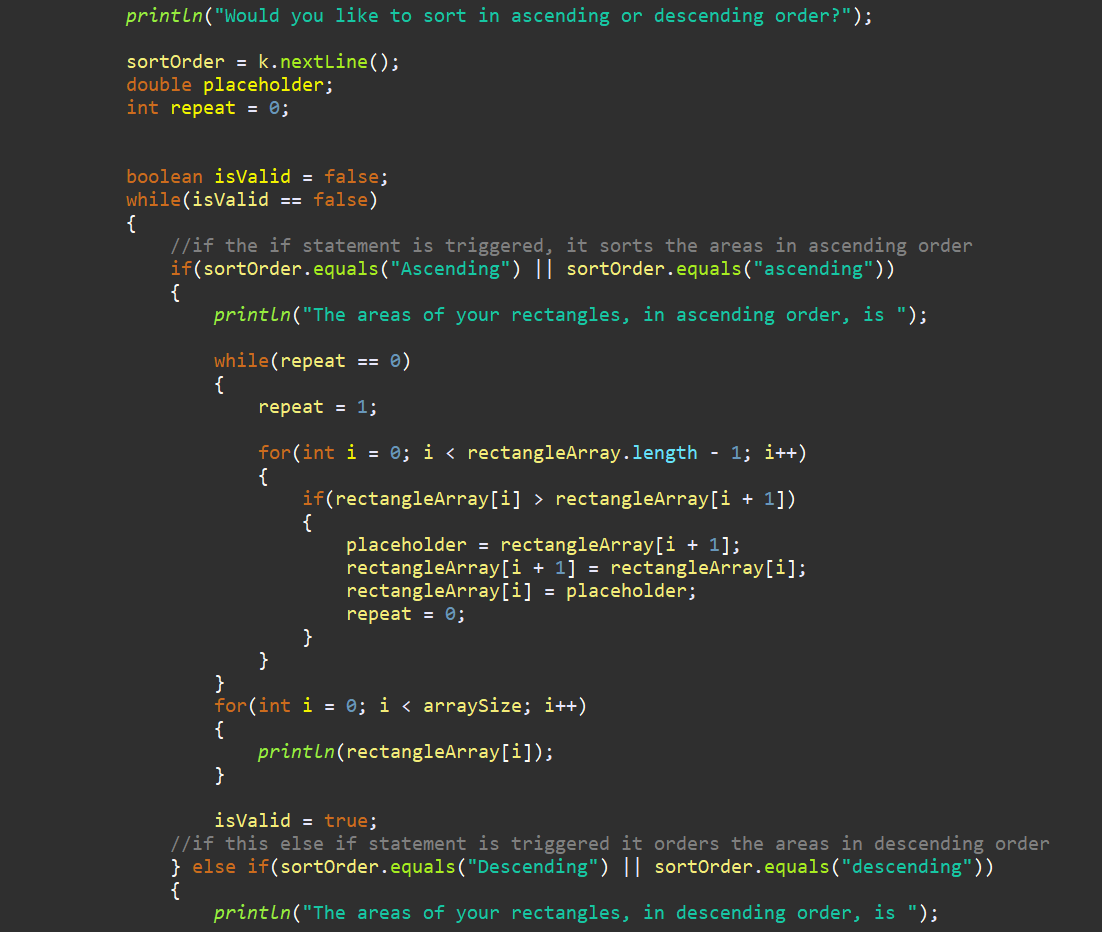 println("Would you like to sort in ascending or descending order?");
sortOrder = k.nextLine();
double placeholder;
int repeat = 0;
boolean isValid = false;
while(isValid == false)
{
//if the if statement is triggered, it sorts the areas in ascending order
if(sortOrder.equals("Ascending") || sortOrder.equals("ascending"))
{
println("The areas of your rectangles, in ascending order, is ");
while(repeat == 0)
{
repeat = 1;
for(int i = 0; i < rectangleArray.length - 1; i++)
{
if(rectangleArray[i] > rectangleArray[i + 1])
{
placeholder = rectangleArray[i + 1];
rectangleArray[i + 1] = rectangleArray[i];
rectangleArray[i] = placeholder;
repeat = 0;
}
}
}
for(int i = 0; i < arraySize; i++)
{
println(rectangleArray[i]);
}
isValid = true;
//if this else if statement is triggered it orders the areas in descending order
} else if(sortOrder.equals("Descending") || sortOrder.equals("descending"))
{
println("The areas of your rectangles, in descending order, is ");